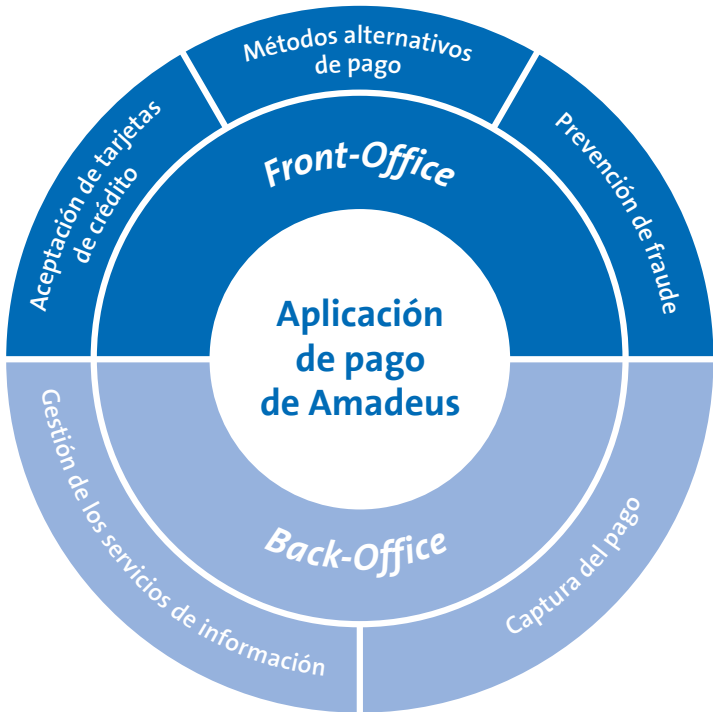 Métodos alternativos
de pago
Aceptación de tarjetas
de crédito
Prevención de fraude
Front-Office
Aplicación
de pago
de Amadeus
Back-Office
Gestión de los servicios de información
Captura del pago